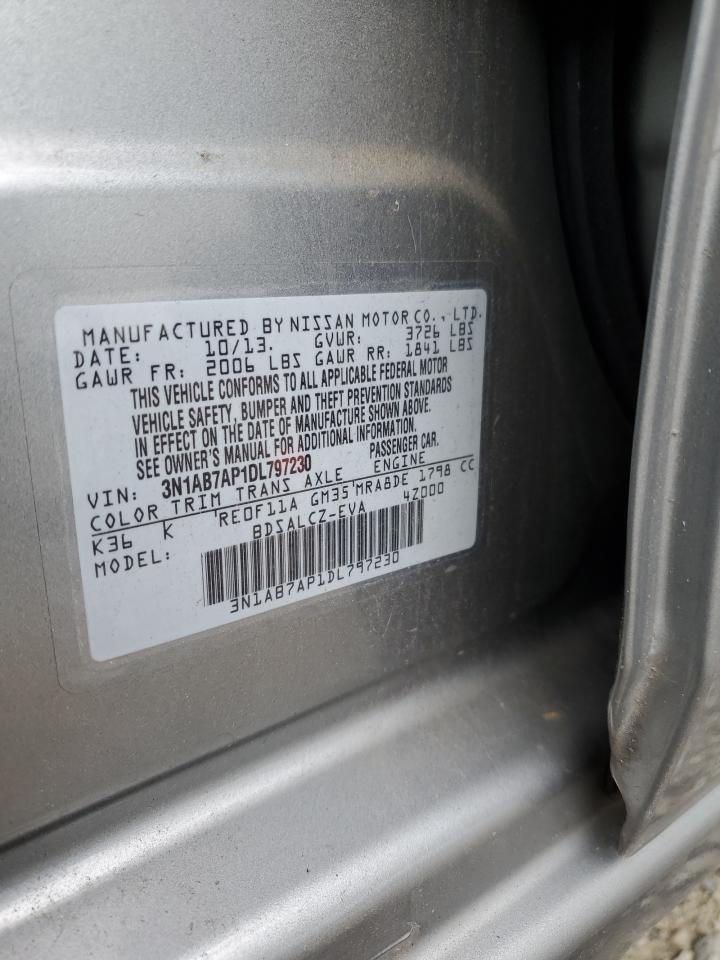 MANUFACTURED BY NISSAN MOTOR CO., LTD.
DATE: 10/13. GVWR: 3726 LBS
GAWR FR: 2006 LBS GAWR RR: 1841 LBS
THIS VEHICLE CONFORMS TO ALL APPLICABLE FEDERAL MOTOR
VEHICLE SAFETY, BUMPER AND THEFT PREVENTION STANDARDS
IN EFFECT ON THE DATE OF MANUFACTURE SHOWN ABOVE.
SEE OWNER'S MANUAL FOR ADDITIONAL INFORMATION.
VIN: 3N1AB7AP1DL797230 PASSENGER CAR.
COLOR TRIM TRANS AXLE ENGINE
K36 K RE0F11A GM35 MRA8DE 1798 CC
MODEL: BDSALCZ-EVA 4Z000
3N1AB7AP1DL797230